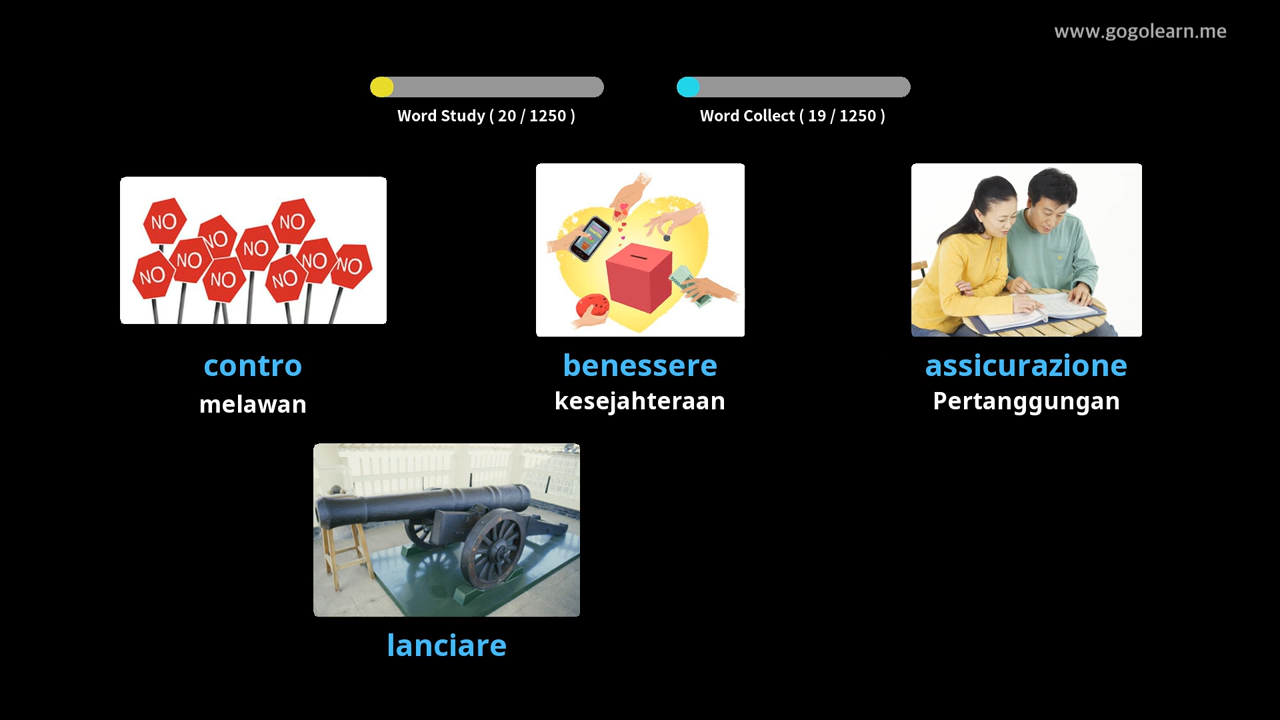 www.gogolearn.me
Word Study ( 20 / 1250 )
Word Collect ( 19 / 1250 )
NO
NO
NO
NO
NO
NO
NO
NO
NO
NO
contro
melawan
benessere
kesejahteraan
assicurazione
Pertanggungan
lanciare